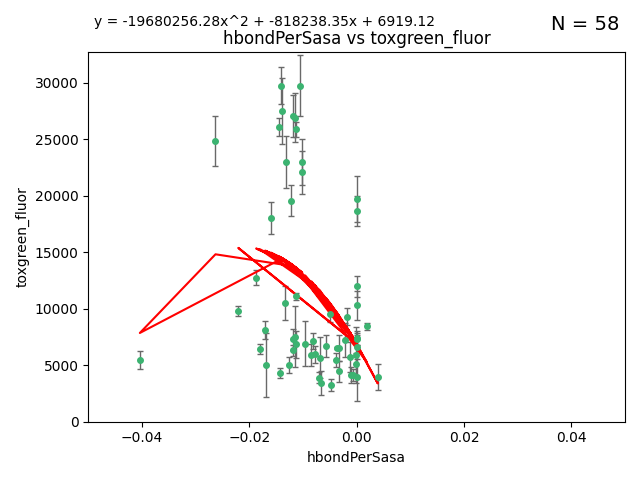 y = -19680256.28x^2 + -818238.35x + 6919.12
N = 58
hbondPerSasa vs toxgreen_fluor
toxgreen_fluor
30000
25000
20000
15000
10000
5000
0
−0.04
−0.02
0.00
0.02
0.04
hbondPerSasa